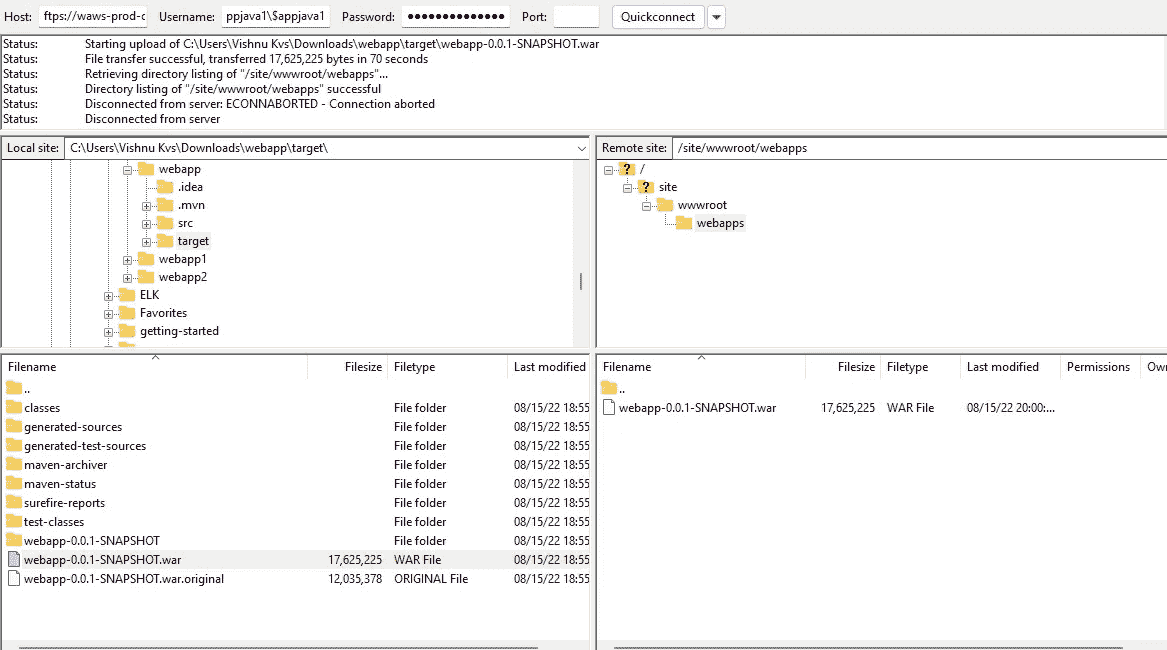 Host: ftps://waws-prod-c Username: ppjava1\$appjava1 Password: ●●●●●●●●●●●●●● Port: Quickconnect
Status: Starting upload of C:\Users\Vishnu Kvs\Downloads\webapp\target\webapp-0.0.1-SNAPSHOT.war
Status: File transfer successful, transferred 17,625,225 bytes in 70 seconds
Status: Retrieving directory listing of "/site/wwwroot/webapps"...
Status: Directory listing of "/site/wwwroot/webapps" successful
Status: Disconnected from server: ECONNABORTED - Connection aborted
Status: Disconnected from server
Local site: C:\Users\Vishnu Kvs\Downloads\webapp\target\
webapp
.idea
.mvn
src
target
webapp1
webapp2
ELK
Favorites
getting-started
Remote site: /site/wwwroot/webapps
/
site
wwwroot
webapps
Filename Filesize Filetype Last modified
..
classes File folder 08/15/22 18:55
generated-sources File folder 08/15/22 18:55
generated-test-sources File folder 08/15/22 18:55
maven-archiver File folder 08/15/22 18:55
maven-status File folder 08/15/22 18:55
surefire-reports File folder 08/15/22 18:55
test-classes File folder 08/15/22 18:55
webapp-0.0.1-SNAPSHOT File folder 08/15/22 18:55
webapp-0.0.1-SNAPSHOT.war 17,625,225 WAR File 08/15/22 18:55
webapp-0.0.1-SNAPSHOT.war.original 12,035,378 ORIGINAL File 08/15/22 18:55
Filename Filesize Filetype Last modified Permissions Own
..
webapp-0.0.1-SNAPSHOT.war 17,625,225 WAR File 08/15/22 20:00:...